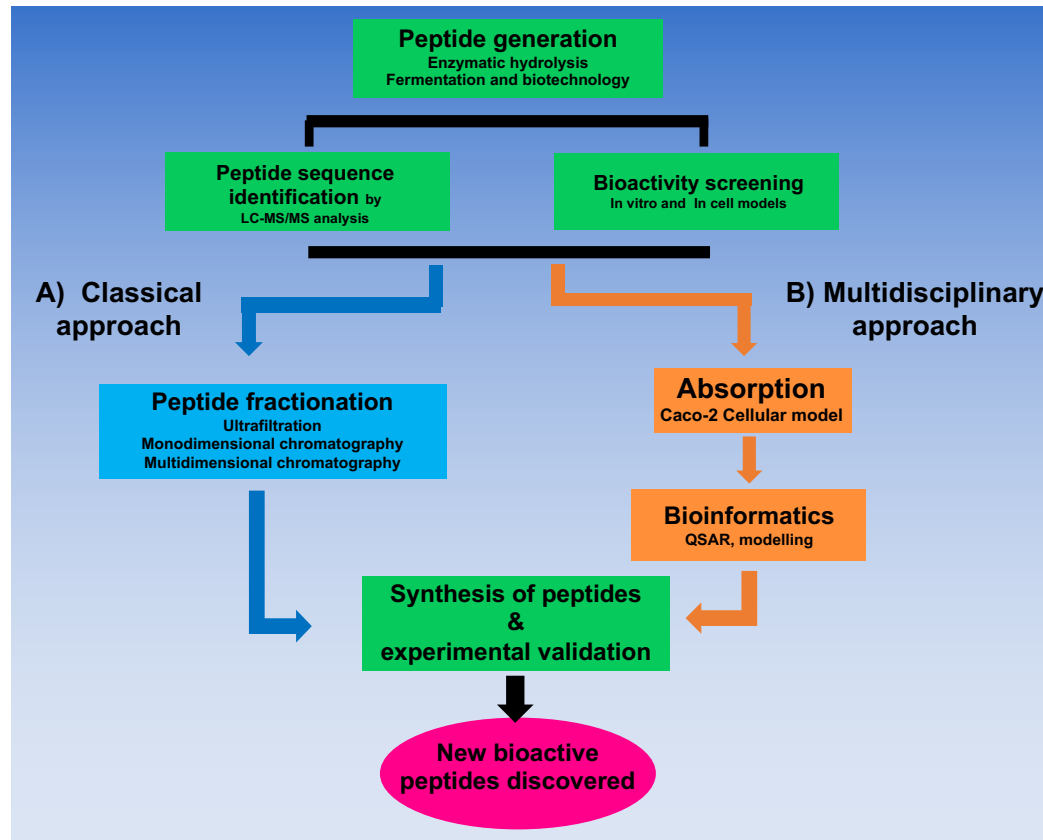 Peptide generation
Enzymatic hydrolysis
Fermentation and biotechnology
Peptide sequence
identification by
LC-MS/MS analysis
Bioactivity screening
In vitro and In cell models
A) Classical
approach
B) Multidisciplinary
approach
Peptide fractionation
Ultrafiltration
Monodimensional chromatography
Multidimensional chromatography
Absorption
Caco-2 Cellular model
Bioinformatics
QSAR, modelling
Synthesis of peptides
&
experimental validation
New bioactive
peptides discovered